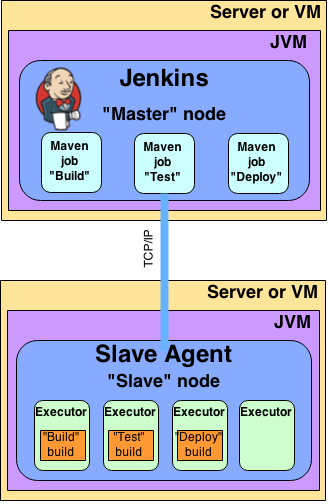 Server or VM
JVM
Jenkins
"Master" node
Maven
job
"Build"
Maven
job
"Test"
Maven
job
"Deploy"
TCP/IP
Server or VM
JVM
Slave Agent
"Slave" node
Executor
"Build"
build
Executor
"Test"
build
Executor
"Deploy"
build
Executor